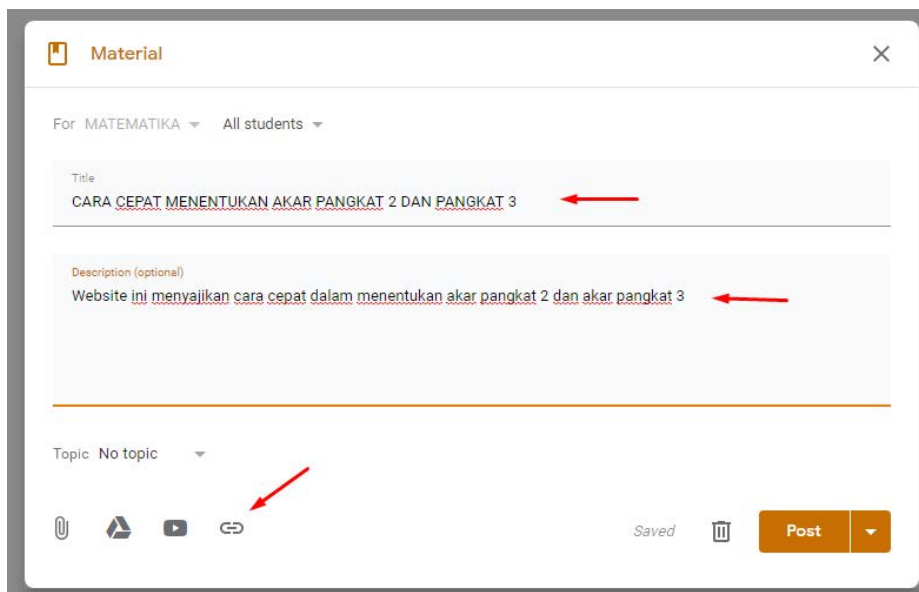 Material
For MATEMATIKA All students
Title
CARA CEPAT MENENTUKAN AKAR PANGKAT 2 DAN PANGKAT 3
Description (optional)
Website ini menyajikan cara cepat dalam menentukan akar pangkat 2 dan akar pangkat 3
Topic No topic
Saved Post